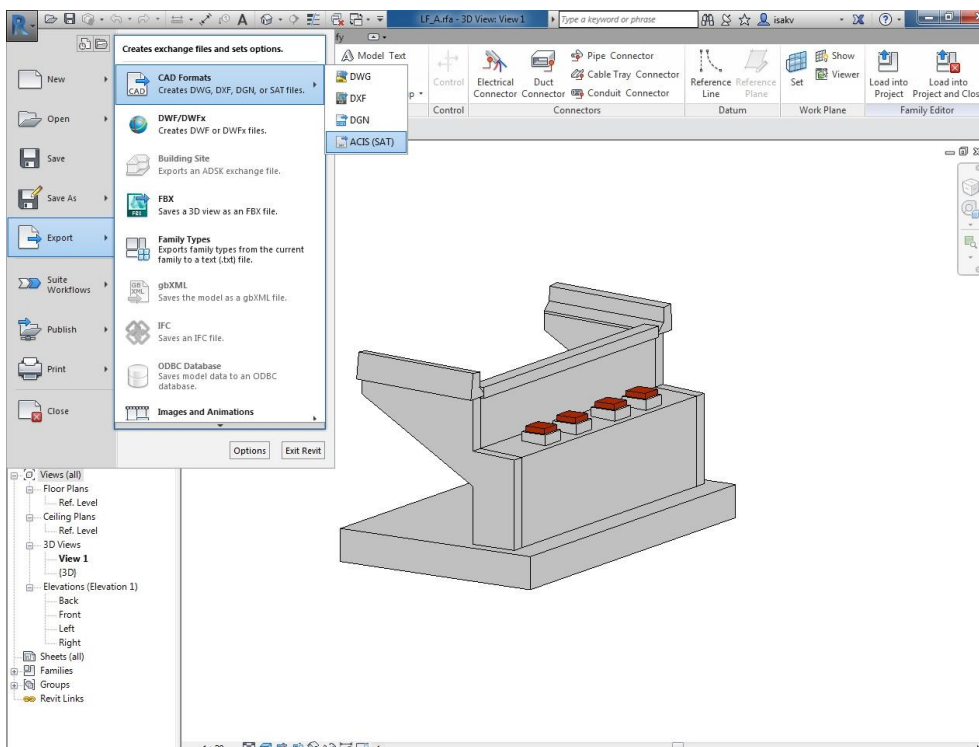 LF_A.rfa - 3D View: View 1
Type a keyword or phrase
isakv
Creates exchange files and sets options.
New
Open
Save
Save As
Export
Suite
Workflows
Publish
Print
Close
CAD Formats
Creates DWG, DXF, DGN, or SAT files.
DWF/DWFx
Creates DWF or DWFx files.
Building Site
Exports an ADSK exchange file.
FBX
Saves a 3D view as an FBX file.
Family Types
Exports family types from the current
family to a text (.txt) file.
gbXML
Saves the model as a gbXML file.
IFC
Saves an IFC file.
ODBC Database
Saves model data to an ODBC
database.
Images and Animations
Options
Exit Revit
DWG
DXF
DGN
ACIS (SAT)
Model Text
Control
Control
Electrical
Connector
Duct
Connector
Pipe Connector
Cable Tray Connector
Conduit Connector
Connectors
Reference
Line
Reference
Plane
Datum
Set
Show
Viewer
Work Plane
Load into
Project
Load into
Project and Clos
Family Editor
Views (all)
Floor Plans
Ref. Level
Ceiling Plans
Ref. Level
3D Views
View 1
{3D}
Elevations (Elevation 1)
Back
Front
Left
Right
Sheets (all)
Families
Groups
Revit Links